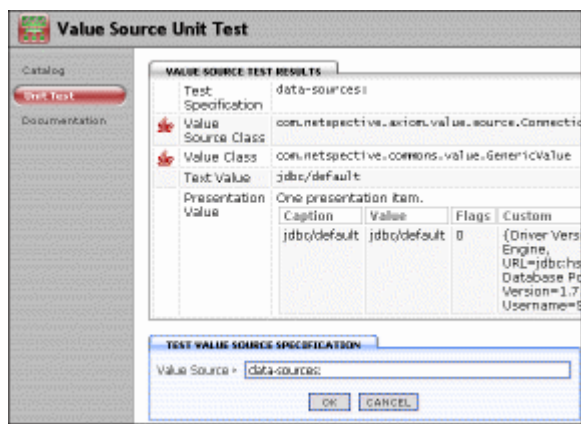 Value Source Unit Test
Catalog
Unit Test
Documentation
VALUE SOURCE TEST RESULTS
Test Specification data-sources:
Value Source Class com.netspective.axiom.value.source.Connectio
Value Class com.netspective.commons.value.GenericValue
Text Value jdbc/default
Presentation Value One presentation item.
Caption Value Flags Custom
jdbc/default jdbc/default 0 {Driver Vers
Engine,
URL=jdbc:hs
Database Po
Version=1.7
Username=S
TEST VALUE SOURCE SPECIFICATION
Value Source data-sources:
OK CANCEL